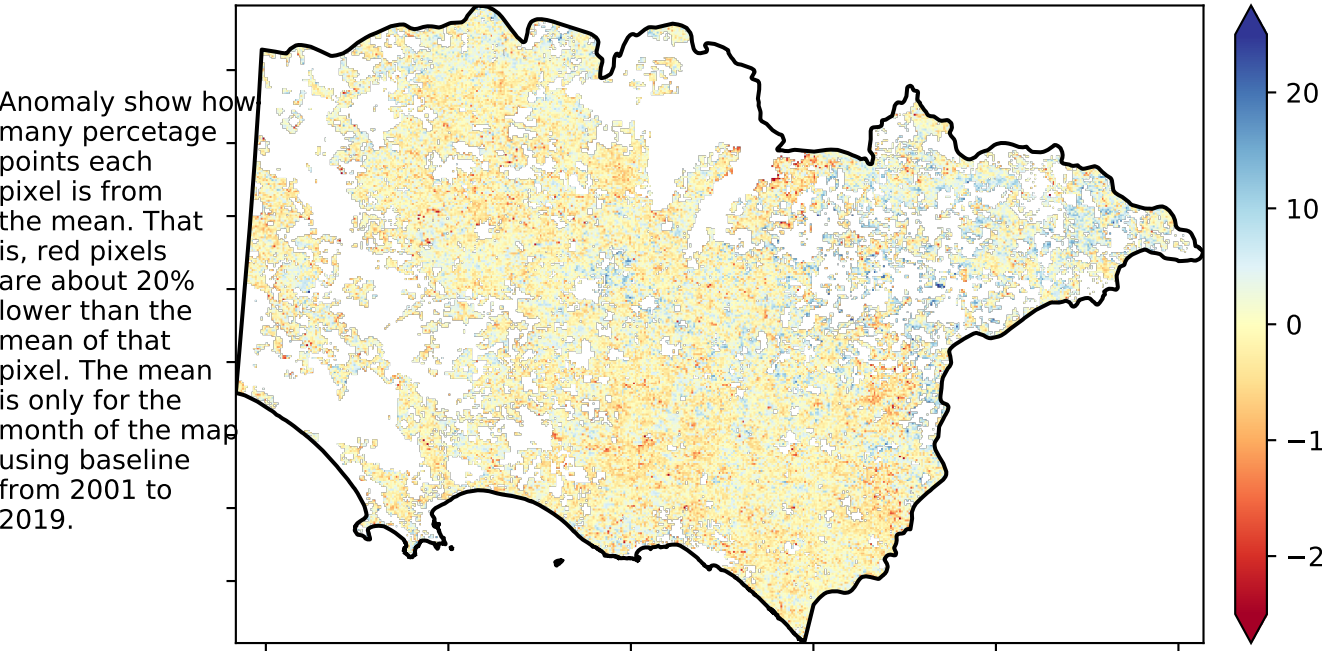 Anomaly show how
many percetage
points each
pixel is from
the mean. That
is, red pixels
are about 20%
lower than the
mean of that
pixel. The mean
is only for the
month of the map
using baseline
from 2001 to
2019.
20
10
0
−1
−2